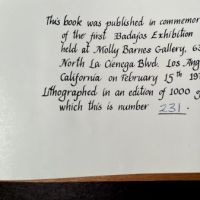 This book was published in commemor
of the first Badajos Exhibition
held at Molly Barnes Gallery, 6
North La Cienega Blvd. Los Ang
California on February 15th 19
Lithographed in an edition of 1000
which this is number 231.